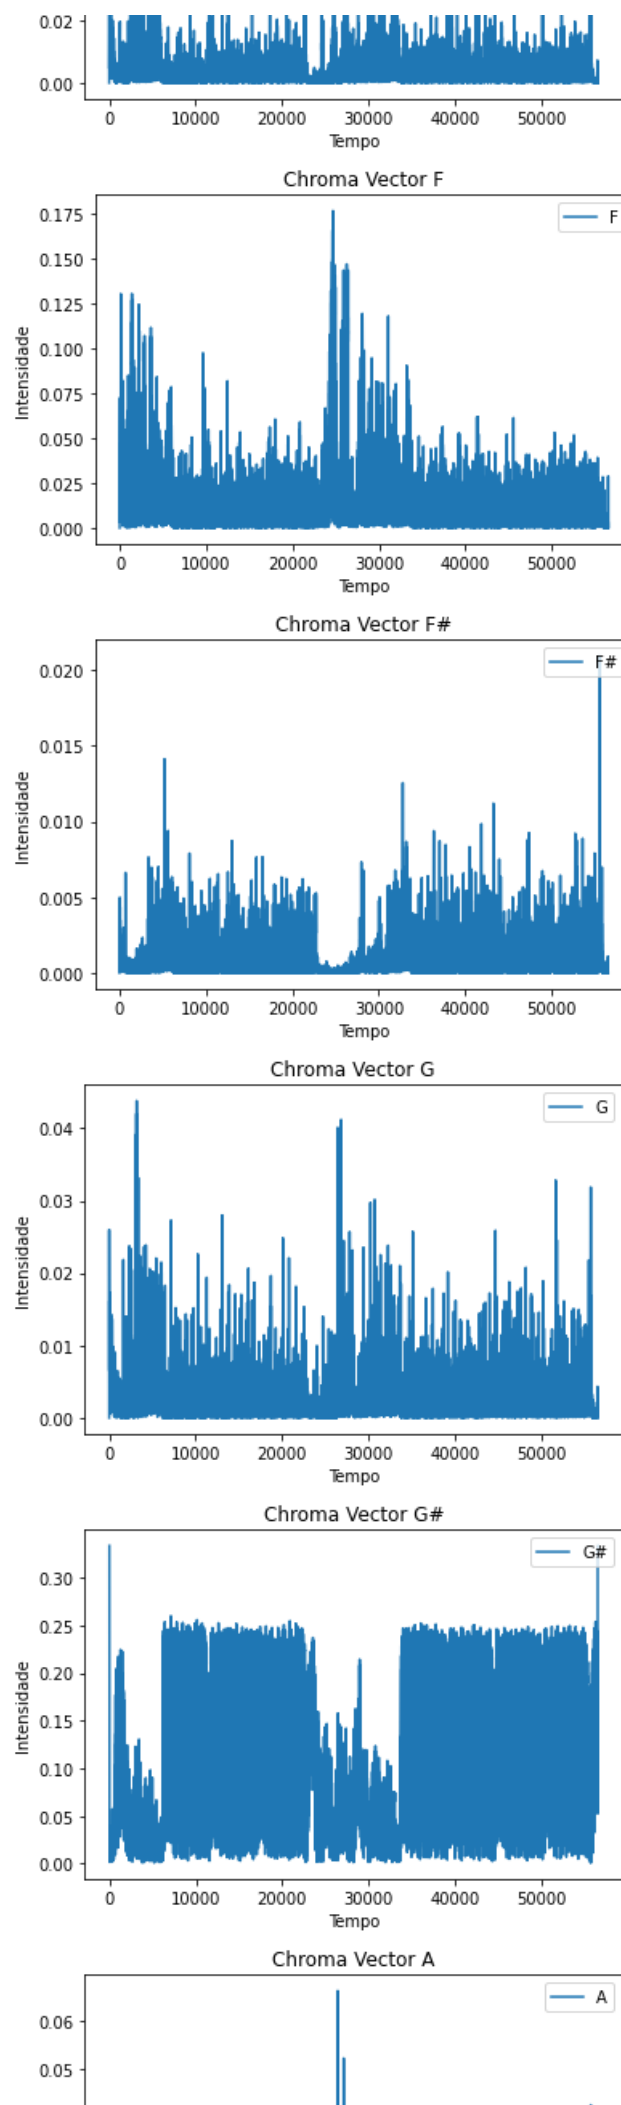 0.02
0.00
0 10000 20000 30000 40000 50000
Tempo
Chroma Vector F
F
0.175
0.150
0.125
0.100
0.075
0.050
0.025
0.000
Intensidade
0 10000 20000 30000 40000 50000
Tempo
Chroma Vector F#
F#
0.020
0.015
0.010
0.005
0.000
Intensidade
0 10000 20000 30000 40000 50000
Tempo
Chroma Vector G
G
0.04
0.03
0.02
0.01
0.00
Intensidade
0 10000 20000 30000 40000 50000
Tempo
Chroma Vector G#
G#
0.30
0.25
0.20
0.15
0.10
0.05
0.00
Intensidade
0 10000 20000 30000 40000 50000
Tempo
Chroma Vector A
A
0.06
0.05